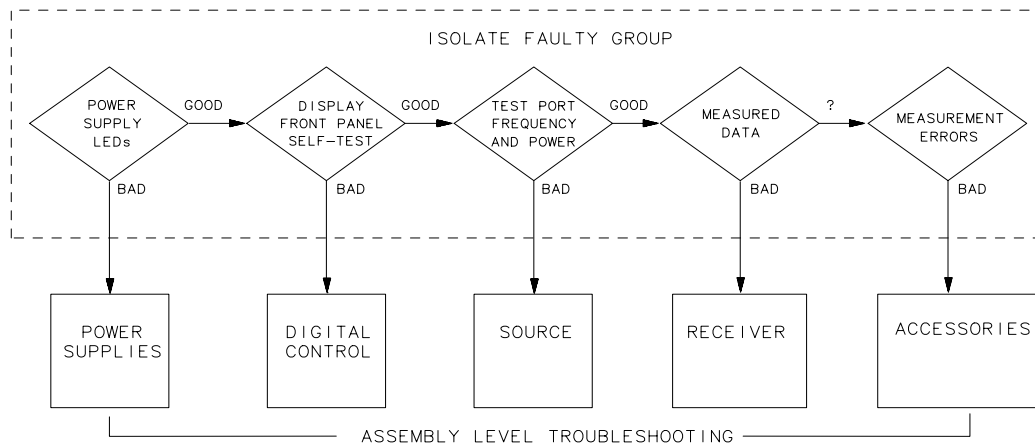 ISOLATE FAULTY GROUP
POWER
SUPPLY
LEDs
GOOD
DISPLAY
FRONT PANEL
SELF-TEST
GOOD
TEST PORT
FREQUENCY
AND POWER
GOOD
MEASURED
DATA
?
MEASUREMENT
ERRORS
BAD
BAD
BAD
BAD
BAD
POWER
SUPPLIES
DIGITAL
CONTROL
SOURCE
RECEIVER
ACCESSORIES
ASSEMBLY LEVEL TROUBLESHOOTING